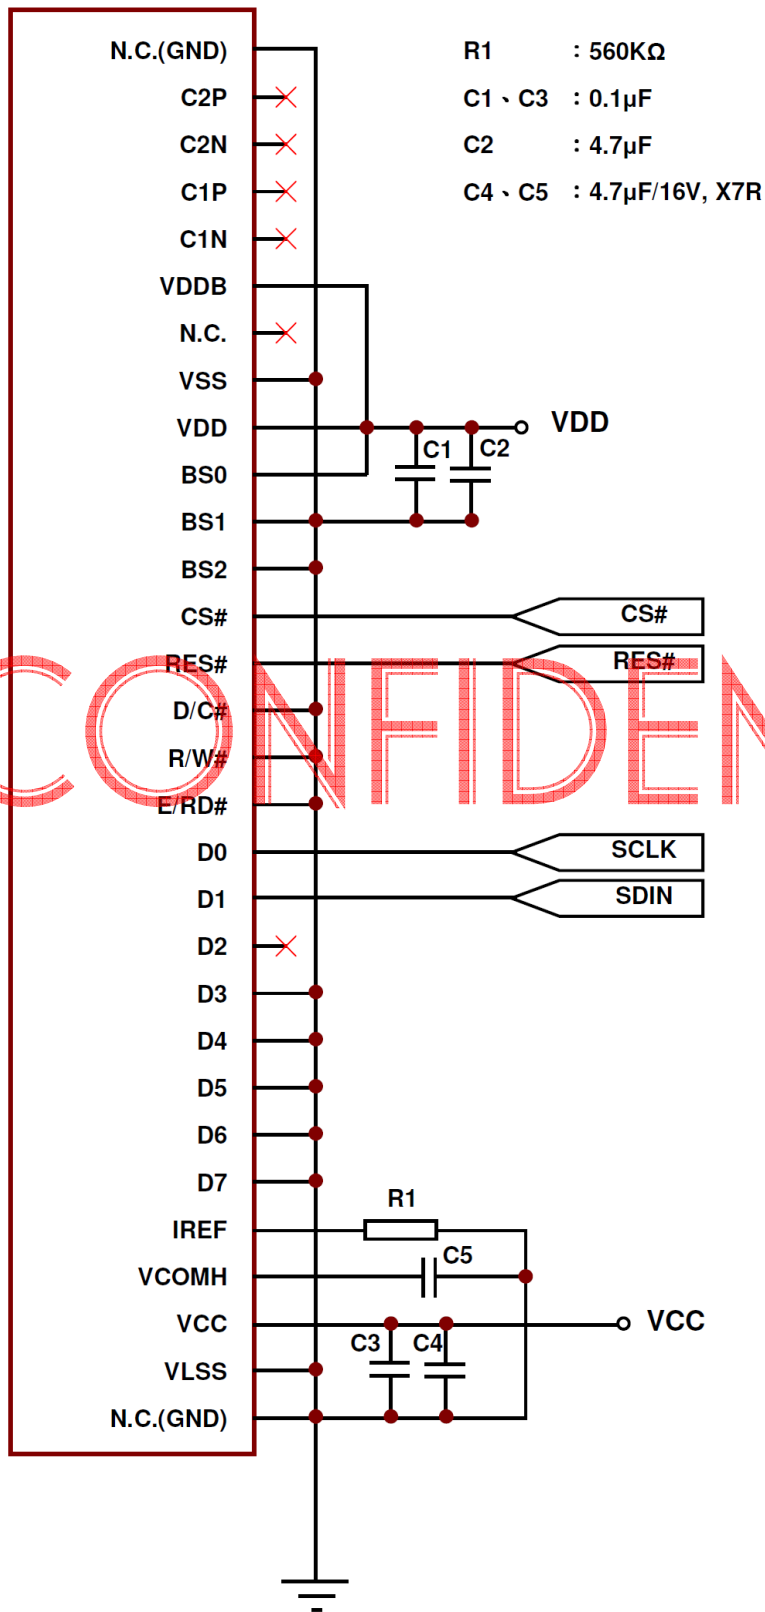 N.C.(GND)
R1 : 560KΩ
C2P
C1、C3 : 0.1μF
C2N
C2 : 4.7μF
C1P
C4、C5 : 4.7μF/16V, X7R
C1N
VDDB
N.C.
VSS
VDD
VDD
C1
C2
BS0
BS1
BS2
CS#
CS#
RES#
RES#
CONFIDEN
D/C#
R/W#
E/RD#
D0
SCLK
D1
SDIN
D2
D3
D4
D5
D6
D7
R1
IREF
C5
VCOMH
VCC
VCC
C3
C4
VLSS
N.C.(GND)